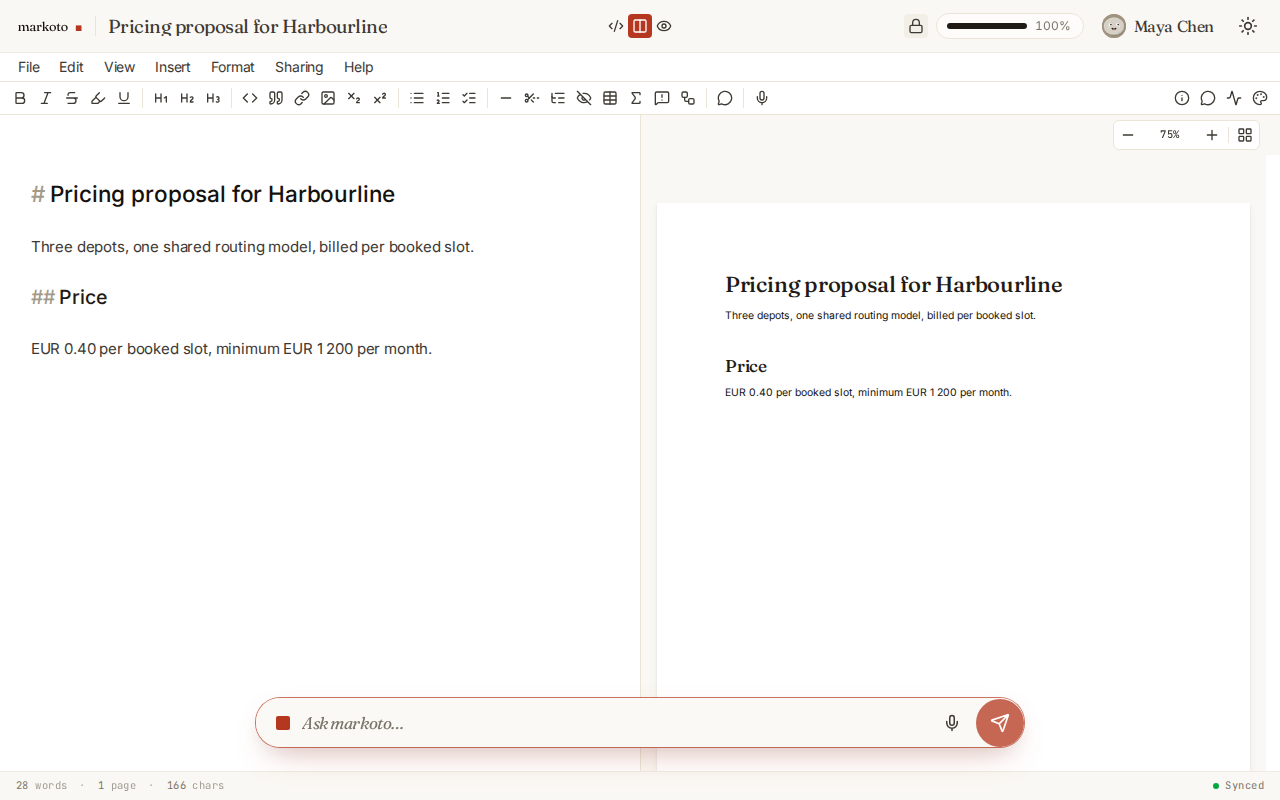 markoto
Pricing proposal for Harbourline
100%
Maya Chen
File Edit View Insert Format Sharing Help
H1 H2 H3
75%
# Pricing proposal for Harbourline
Three depots, one shared routing model, billed per booked slot.
## Price
EUR 0.40 per booked slot, minimum EUR 1 200 per month.
Pricing proposal for Harbourline
Three depots, one shared routing model, billed per booked slot.
Price
EUR 0.40 per booked slot, minimum EUR 1 200 per month.
Ask markoto...
28 words · 1 page · 166 chars
Synced